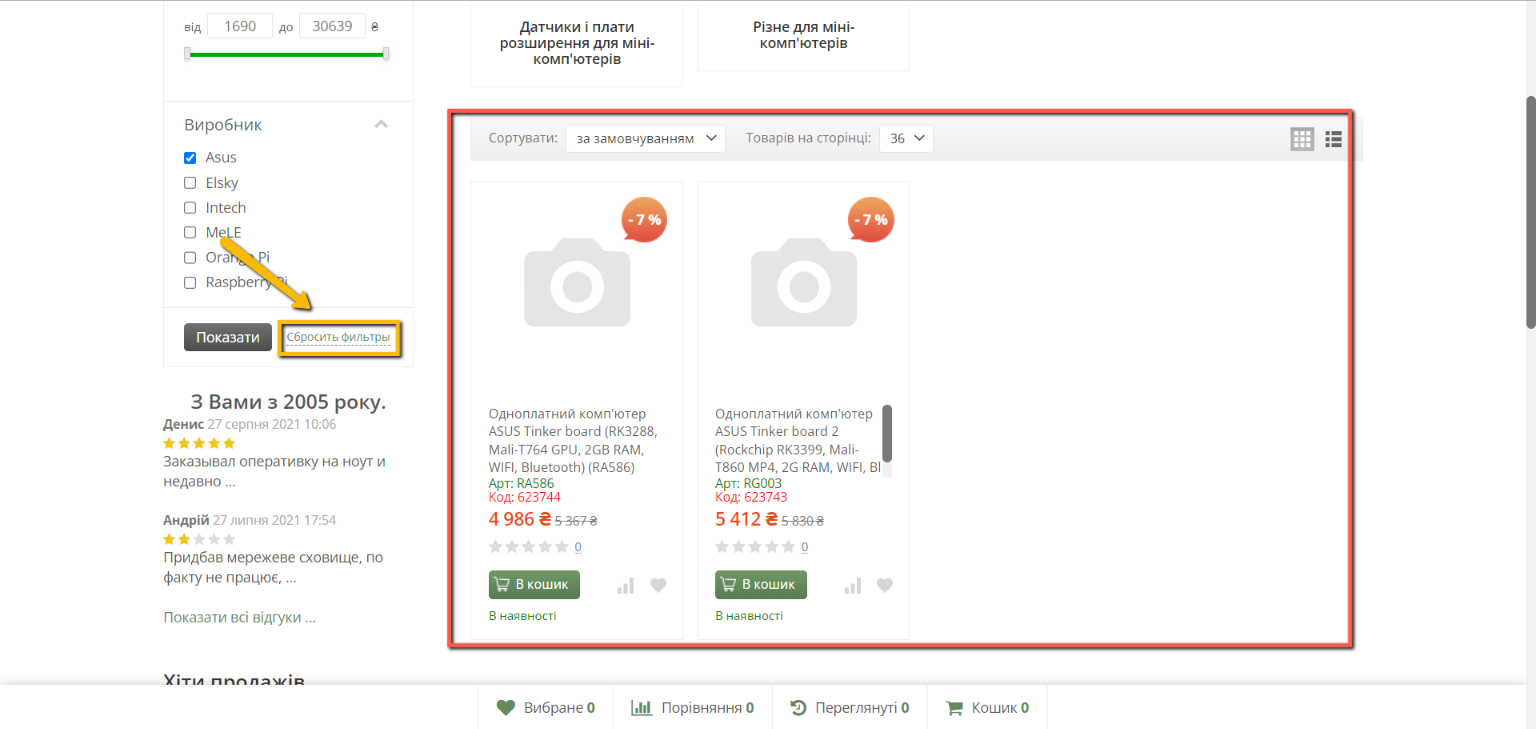 від 1690 до 30639 ₴
Виробник
Asus
Elsky
Intech
MeLE
Orange Pi
Raspberry Pi
Показати Сбросить фильтры
З Вами з 2005 року.
Денис 27 серпня 2021 10:06
Заказывал оперативку на ноут и
недавно ...
Андрій 27 липня 2021 17:54
Придбав мережеве сховище, по
факту не працює, ...
Показати всі відгуки ...
Хіти продажів
Датчики і плати
розширення для міні-
комп'ютерів
Різне для міні-
комп'ютерів
Сортувати: за замовчуванням Товарів на сторінці: 36
- 7 %
Одноплатний комп'ютер
ASUS Tinker board (RK3288,
Mali-T764 GPU, 2GB RAM,
WIFI, Bluetooth) (RA586)
Арт: RA586
Код: 623744
4 986 ₴ 5 367 ₴
0
В кошик
В наявності
- 7 %
Одноплатний комп'ютер
ASUS Tinker board 2
(Rockchip RK3399, Mali-
T860 MP4, 2G RAM, WIFI, Bl
Арт: RG003
Код: 623743
5 412 ₴ 5 830 ₴
0
В кошик
В наявності
Вибране 0 Порівняння 0 Переглянуті 0 Кошик 0